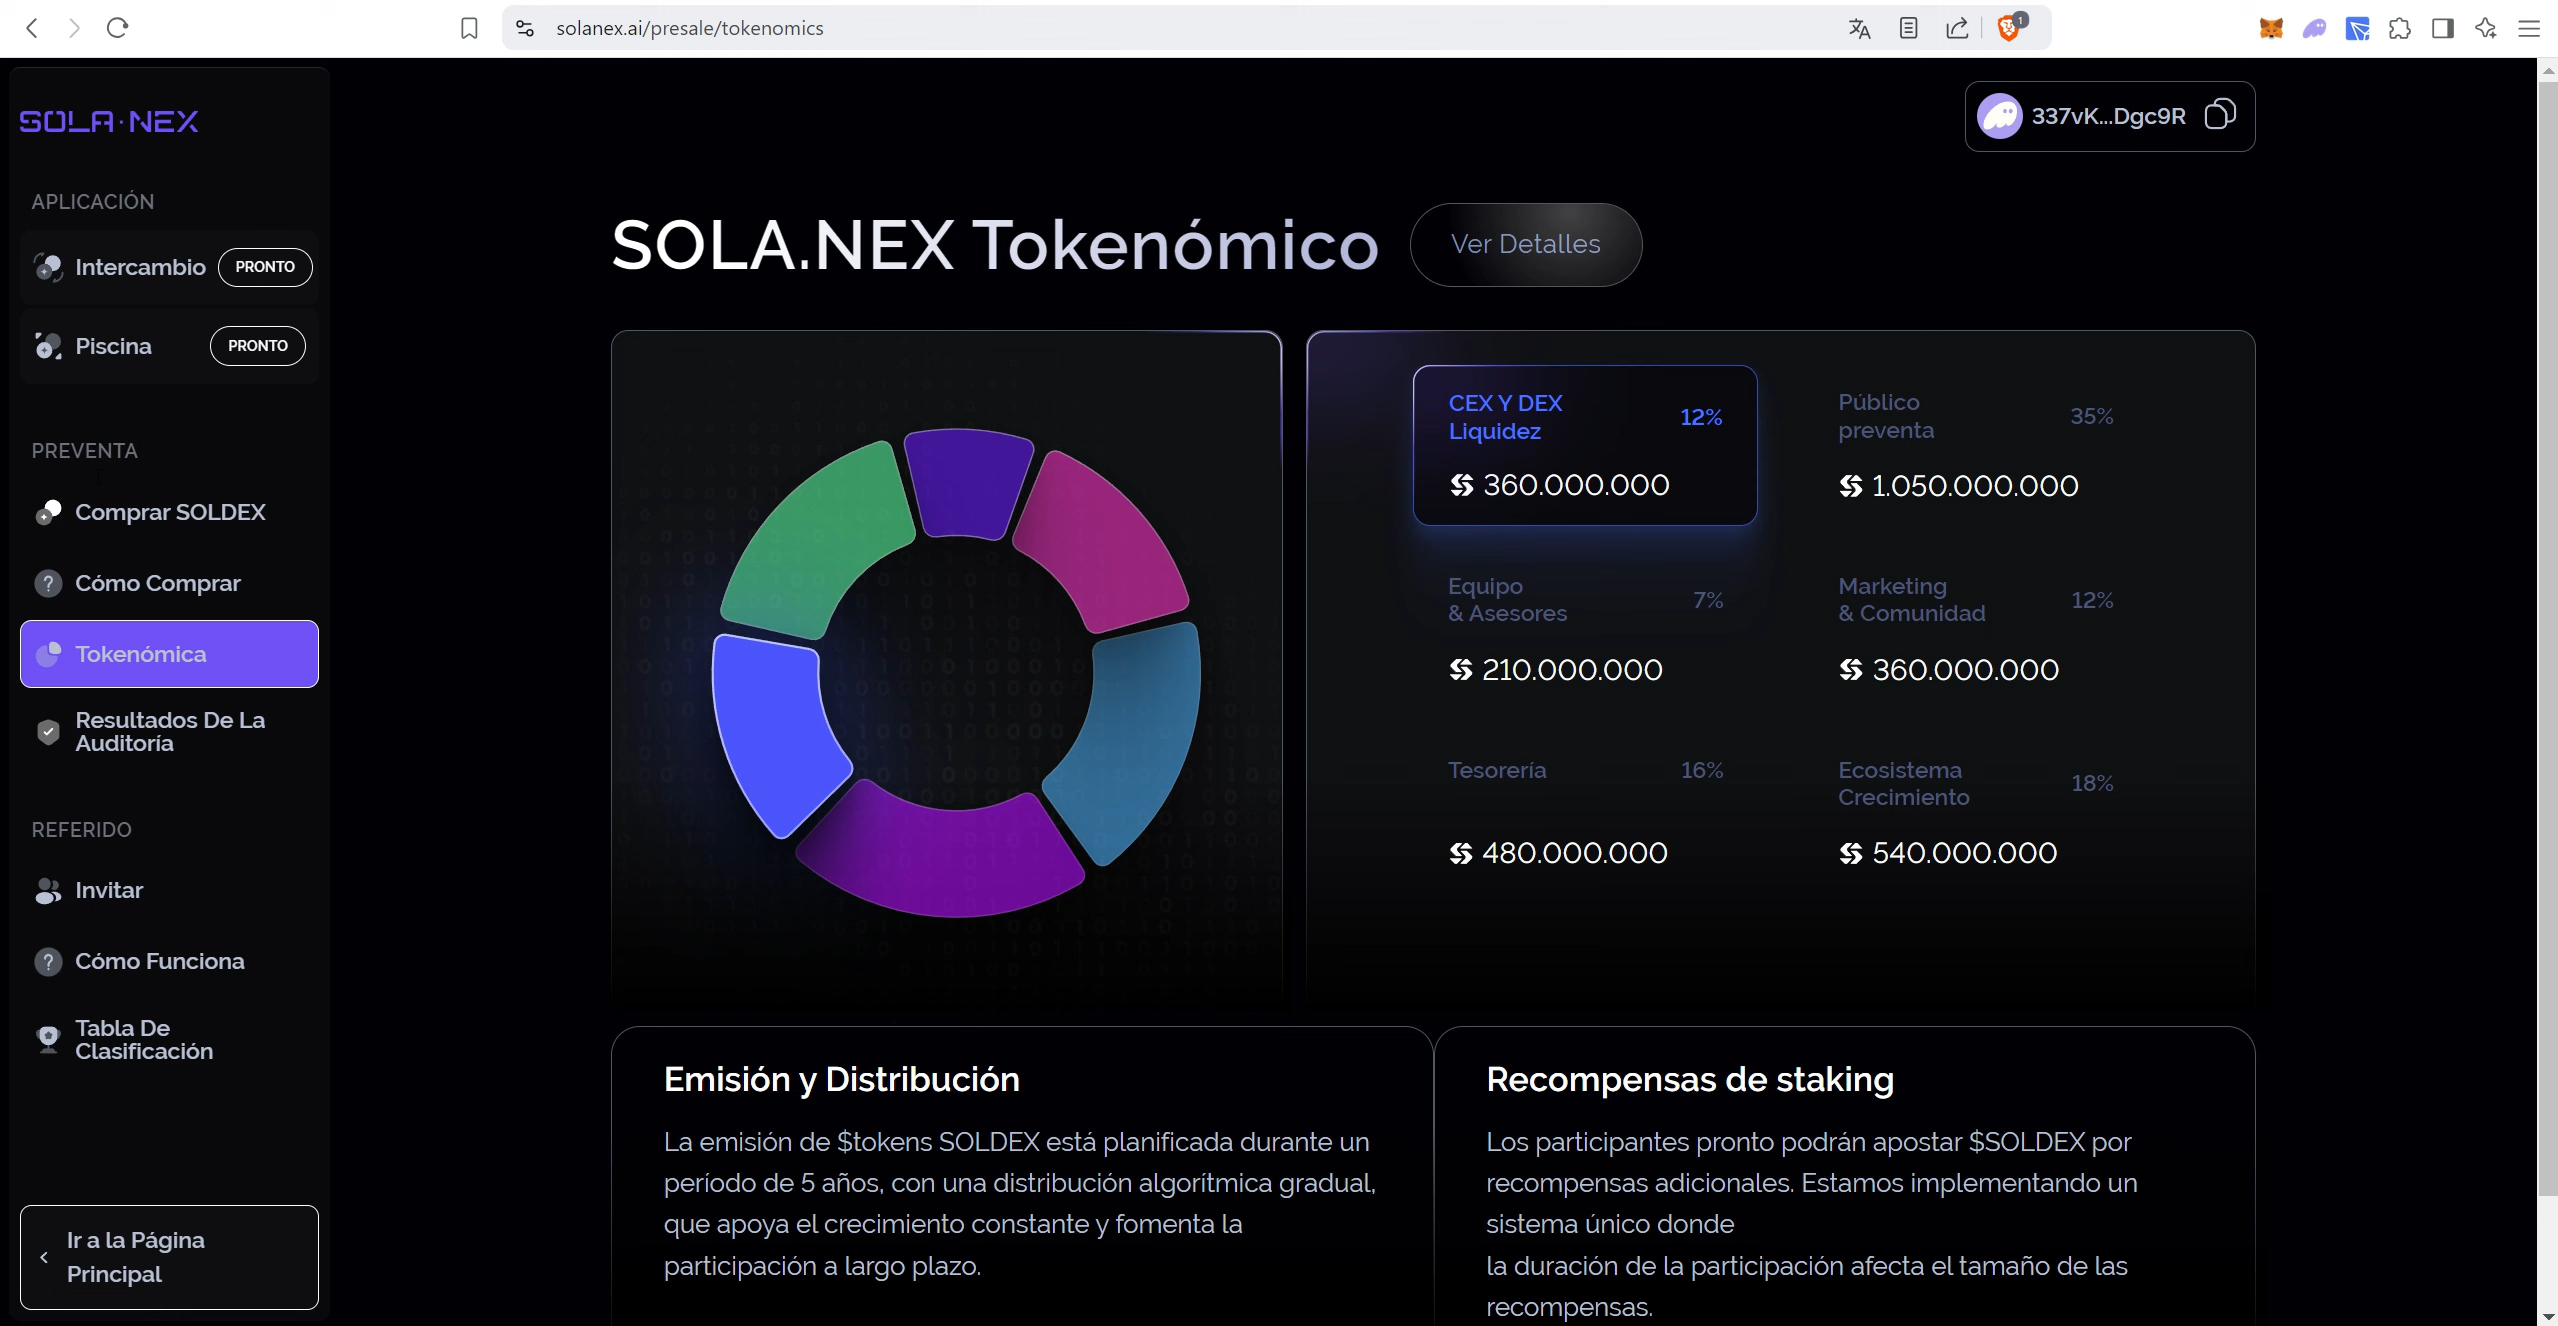 solanex.ai/presale/tokenomics
1
SOLA·NEX
337vK...Dgc9R
APLICACIÓN
Intercambio PRONTO
Piscina PRONTO
PREVENTA
Comprar SOLDEX
Cómo Comprar
Tokenómica
Resultados De La
Auditoría
REFERIDO
Invitar
Cómo Funciona
Tabla De
Clasificación
Ir a la Página
Principal
SOLA.NEX Tokenómico
Ver Detalles
CEX Y DEX
Liquidez
12%
360.000.000
Público
preventa
35%
1.050.000.000
Equipo
& Asesores
7%
210.000.000
Marketing
& Comunidad
12%
360.000.000
Tesorería
16%
480.000.000
Ecosistema
Crecimiento
18%
540.000.000
Emisión y Distribución
La emisión de $tokens SOLDEX está planificada durante un
período de 5 años, con una distribución algorítmica gradual,
que apoya el crecimiento constante y fomenta la
participación a largo plazo.
Recompensas de staking
Los participantes pronto podrán apostar $SOLDEX por
recompensas adicionales. Estamos implementando un
sistema único donde
la duración de la participación afecta el tamaño de las
recompensas.